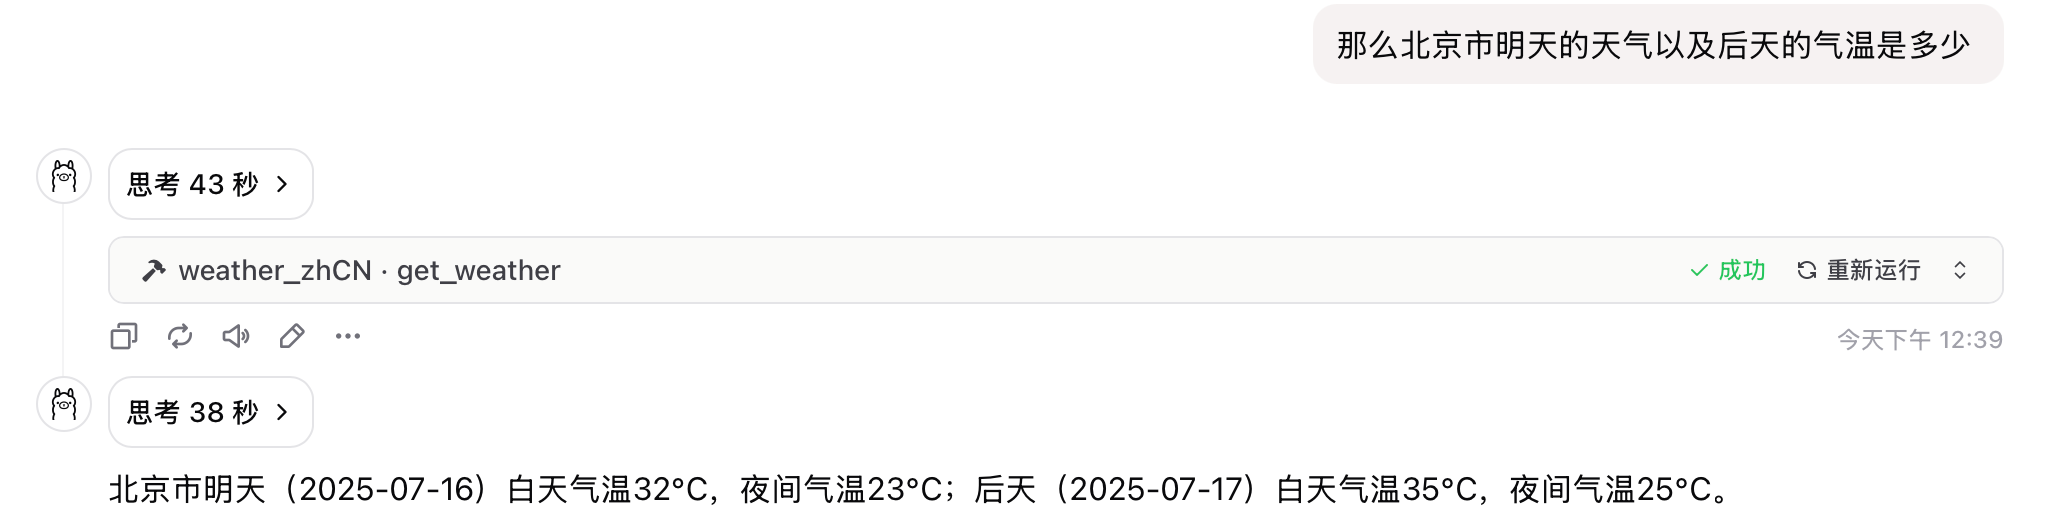 那么北京市明天的天气以及后天的气温是多少
思考 43 秒
weather_zhCN · get_weather 成功 重新运行
今天下午 12:39
思考 38 秒
北京市明天（2025-07-16）白天气温32°C，夜间气温23°C；后天（2025-07-17）白天气温35°C，夜间气温25°C。